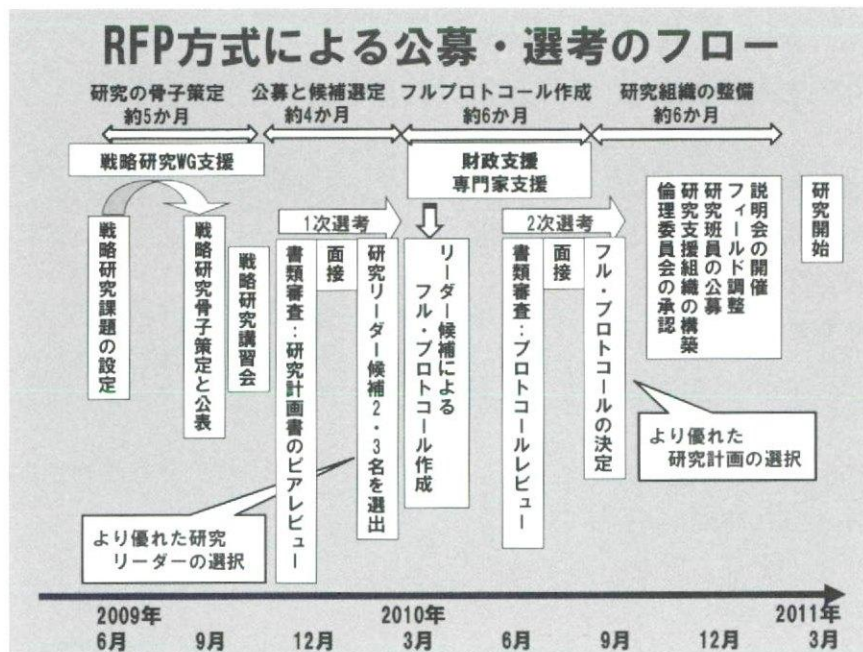 RFP方式による公募・選考のフロー
研究の骨子策定
約5か月
公募と候補選定
約4か月
フルプロトコール作成
約6か月
研究組織の整備
約6か月
戦略研究WG支援
財政支援
専門家支援
戦略研究課題の設定
戦略研究骨子策定と公表
戦略研究講習会
1次選考
書類審査：研究計画書のピアレビュー
面接
研究リーダー候補2・3名を選出
リーダー候補による
フル・プロトコール作成
2次選考
書類審査：プロトコールレビュー
面接
フル・プロトコールの決定
説明会の開催
フィールド調整
研究班員の公募
研究支援組織の構築
倫理委員会の承認
研究開始
より優れた研究
リーダーの選択
より優れた
研究計画の選択
2009年
6月
9月
12月
2010年
3月
6月
9月
12月
2011年
3月